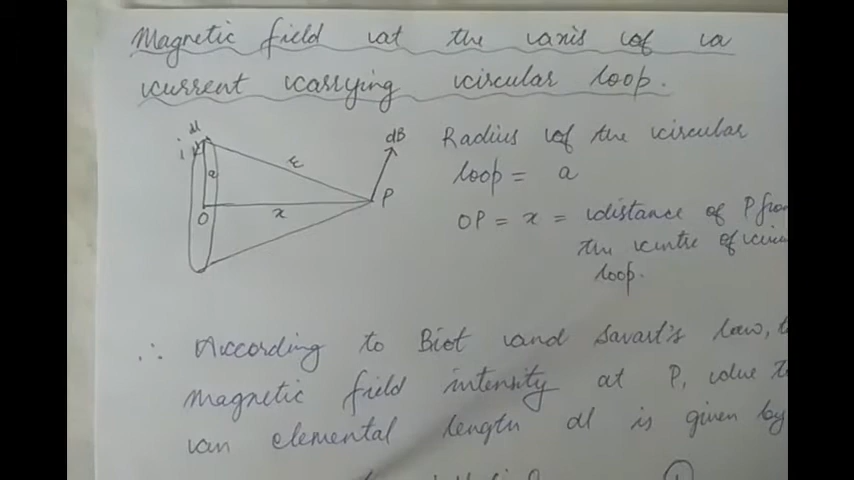 Magnetic field at the axis of a
current carrying circular loop.
dl
i
a
r
dB
x
O
P
Radius of the circular
loop = a
OP = x = distance of P from
the centre of
loop.
∴ According to Biot and Savart's law,
magnetic field intensity at P, due
an elemental length dl is given by
1